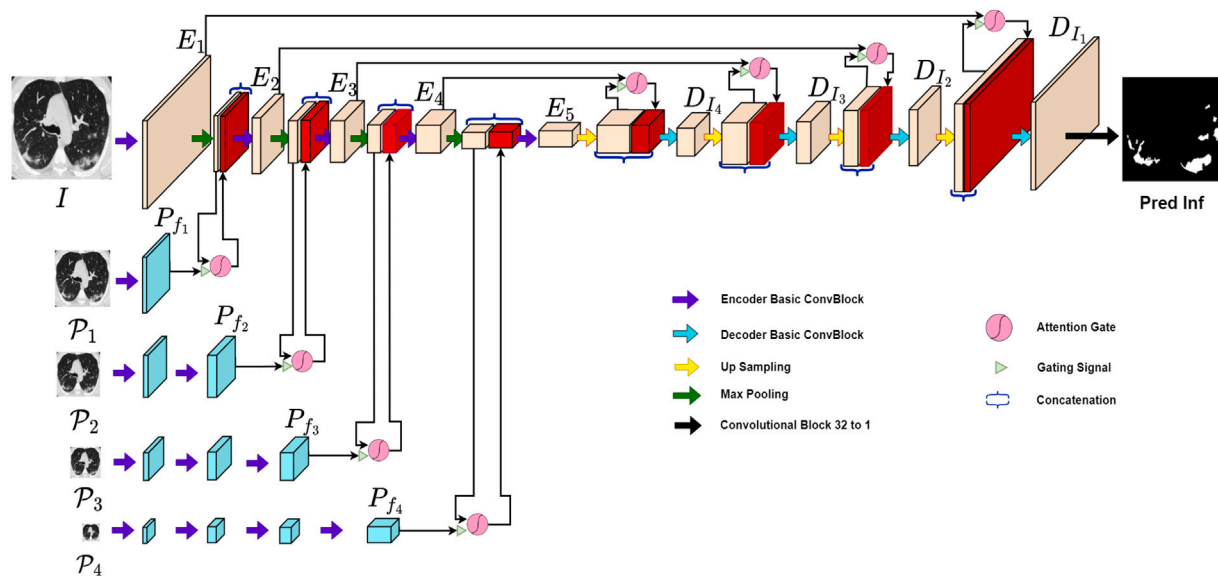 E1
E2
E3
E4
E5
DI4
DI3
DI2
DI1
I
Pred Inf
Pf1
P1
Pf2
P2
Pf3
P3
Pf4
P4
Encoder Basic ConvBlock
Decoder Basic ConvBlock
Up Sampling
Max Pooling
Convolutional Block 32 to 1
Attention Gate
Gating Signal
Concatenation